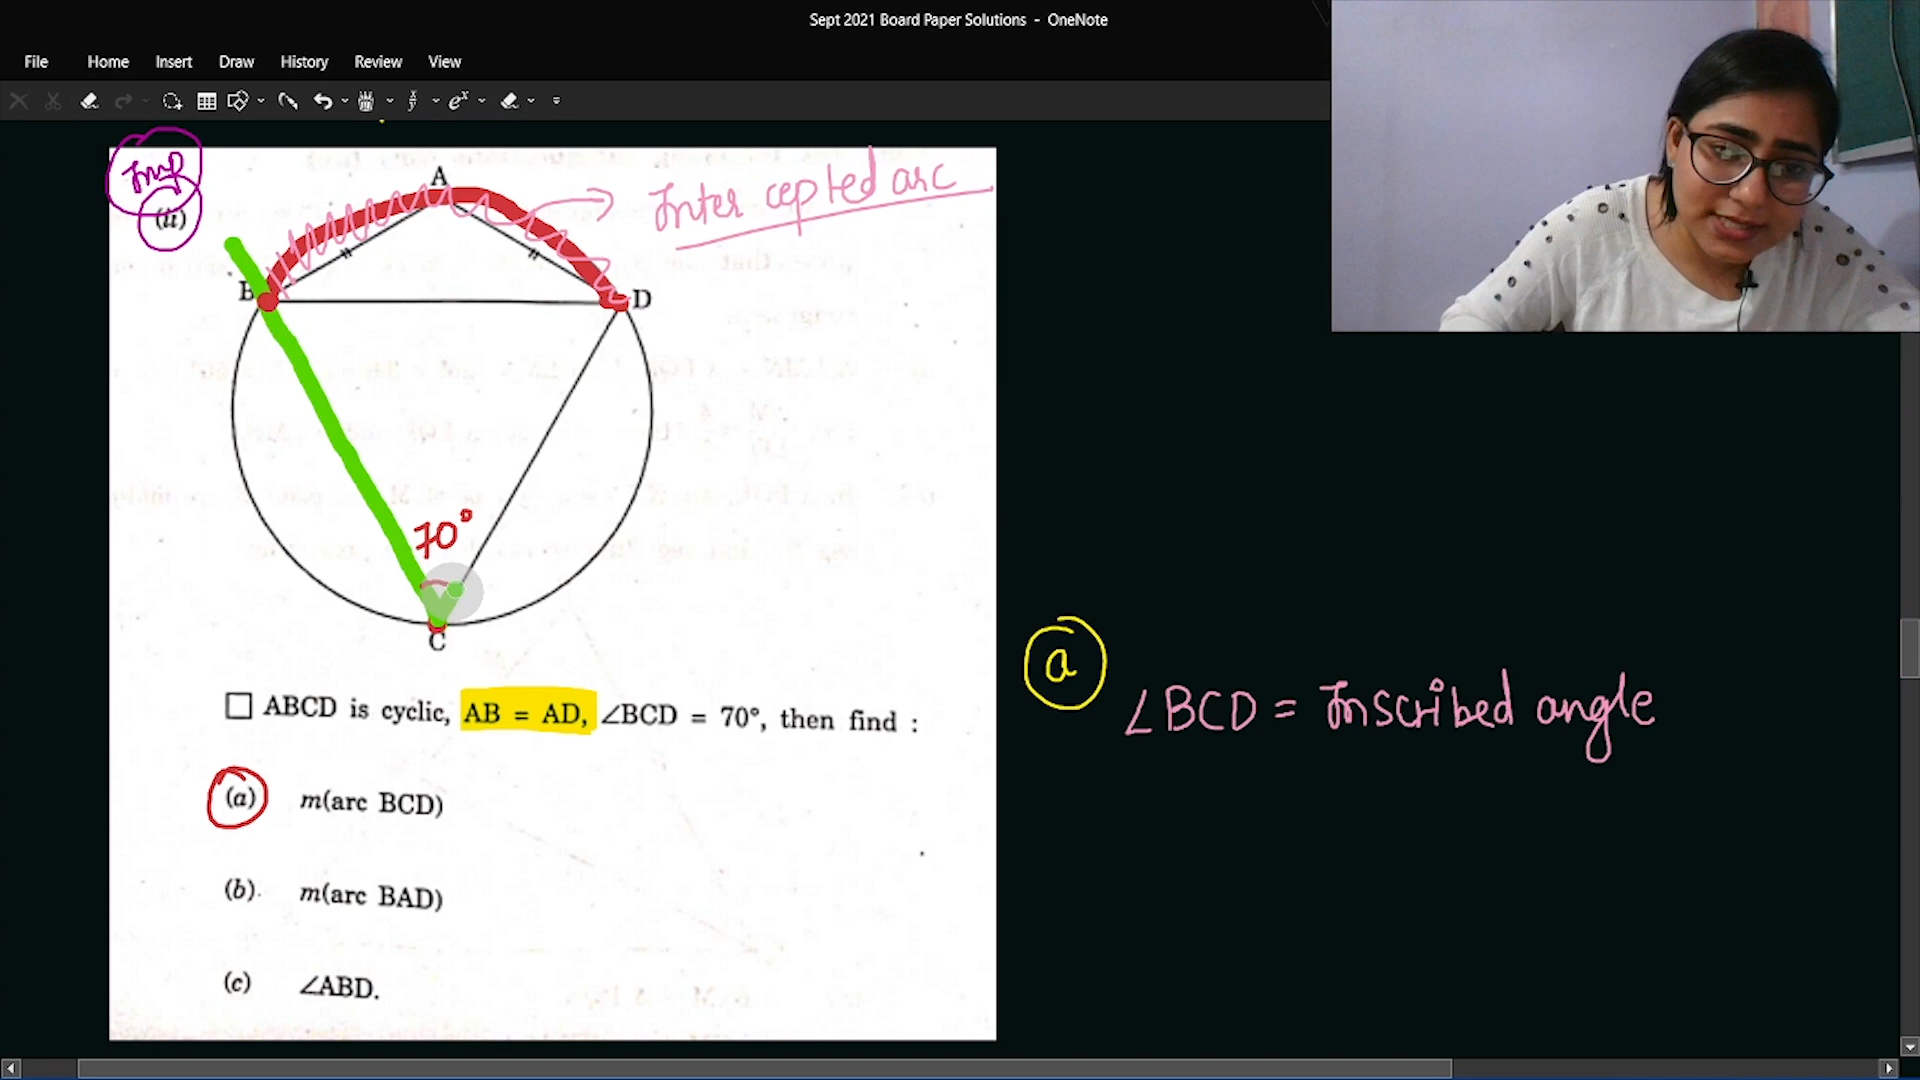 Sept 2021 Board Paper Solutions - OneNote
File Home Insert Draw History Review View
Imp
(ii)
A
Intercepted arc
B
D
70°
C
□ ABCD is cyclic, AB = AD, ∠BCD = 70°, then find :
(a) m(arc BCD)
(b). m(arc BAD)
(c) ∠ABD.
a
∠BCD = Inscribed angle